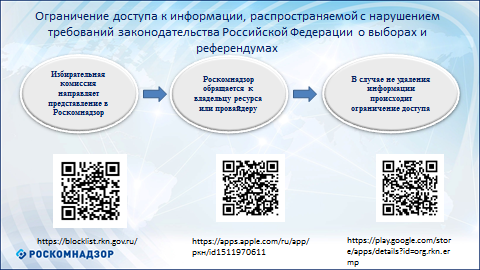 Ограничение доступа к информации, распространяемой с нарушением
требований законодательства Российской Федерации о выборах и
референдумах
Избирательная
комиссия
направляет
представление в
Роскомнадзор
Роскомнадзор
обращается к
владельцу ресурса
или провайдеру
В случае не удаления
информации
происходит
ограничение доступа
https://blocklist.rkn.gov.ru/
https://apps.apple.com/ru/app/
ркн/id1511970611
https://play.google.com/stor
e/apps/details?id=org.rkn.er
mp
РОСКОМНАДЗОР